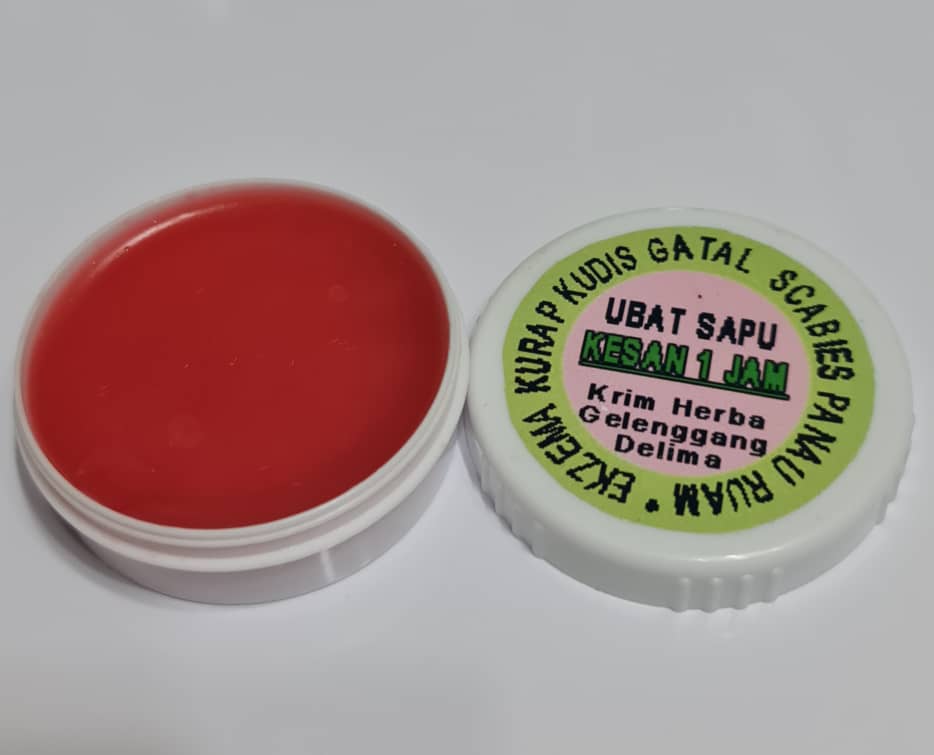 EKZEMA KURAP KUDIS GATAL SCABIES PANAU RUAM *
UBAT SAPU
KESAN 1 JAM
Krim Herba
Gelenggang
Delima